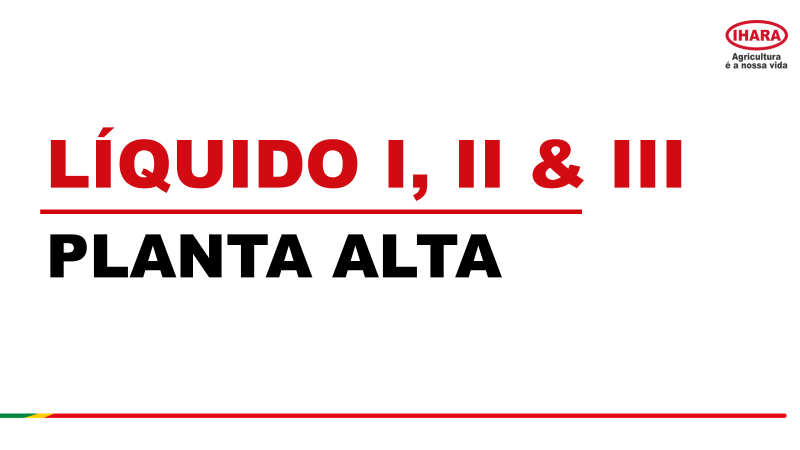 IHARA
Agricultura
é a nossa vida
LÍQUIDO I, II & III
PLANTA ALTA